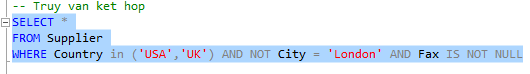 -- Truy van ket hop
SELECT *
FROM Supplier
WHERE Country in ('USA','UK') AND NOT City = 'London' AND Fax IS NOT NULL